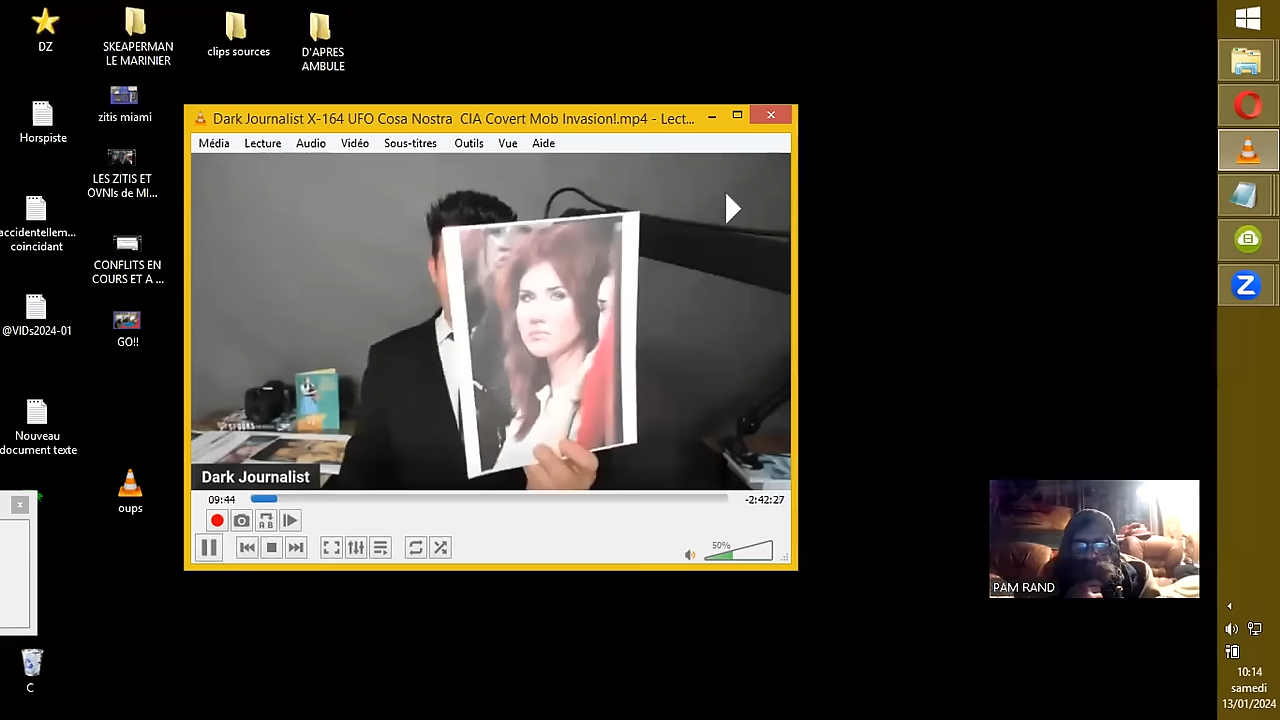 DZ
SKEAPERMAN
LE MARINIER
clips sources
D'APRES
AMBULE
Horspiste
zitis miami
LES ZITIS ET
OVNIs de MI...
accidentellem...
coincidant
CONFLITS EN
COURS ET A ...
@VIDs2024-01
GO!!
Nouveau
document texte
oups
x
C
Dark Journalist X-164 UFO Cosa Nostra  CIA Covert Mob Invasion!.mp4 - Lect...
Média Lecture Audio Vidéo Sous-titres Outils Vue Aide
SPOOKS
Dark Journalist
09:44 -2:42:27
A B
50%
PAM RAND
Z
10:14
samedi
13/01/2024